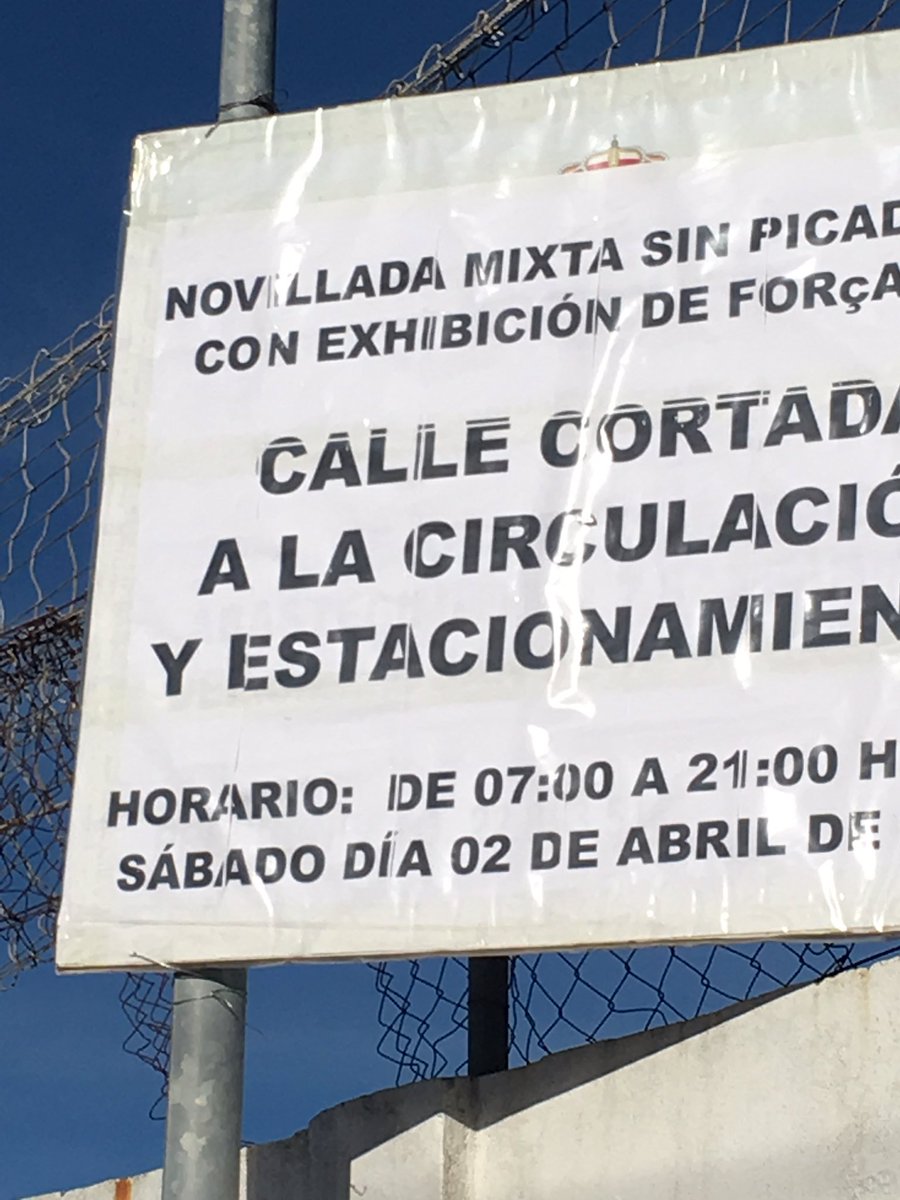 NOVILLADA MIXTA SIN PICAD
CON EXHIBICIÓN DE FORçA
CALLE CORTADA
A LA CIRCULACIÓ
Y ESTACIONAMIEN
HORARIO: DE 07:00 A 21:00 H
SÁBADO DÍA 02 DE ABRIL DE